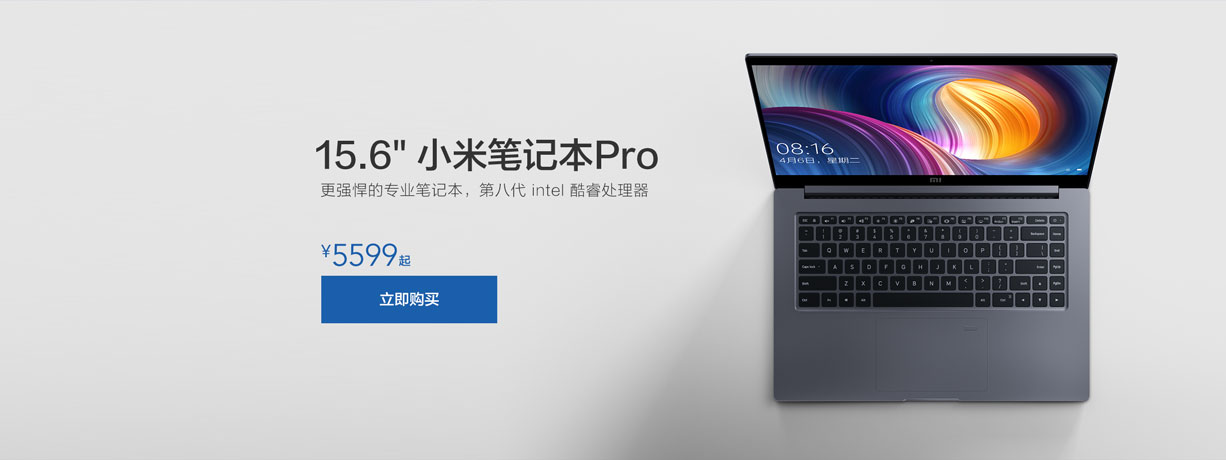 15.6" 小米笔记本Pro
更强悍的专业笔记本，第八代 intel 酷睿处理器
¥5599起
立即购买
08:16
4月6日，星期二
mi
Q W E R T Y U I O P
A S D F G H J K L
Z X C V B N M